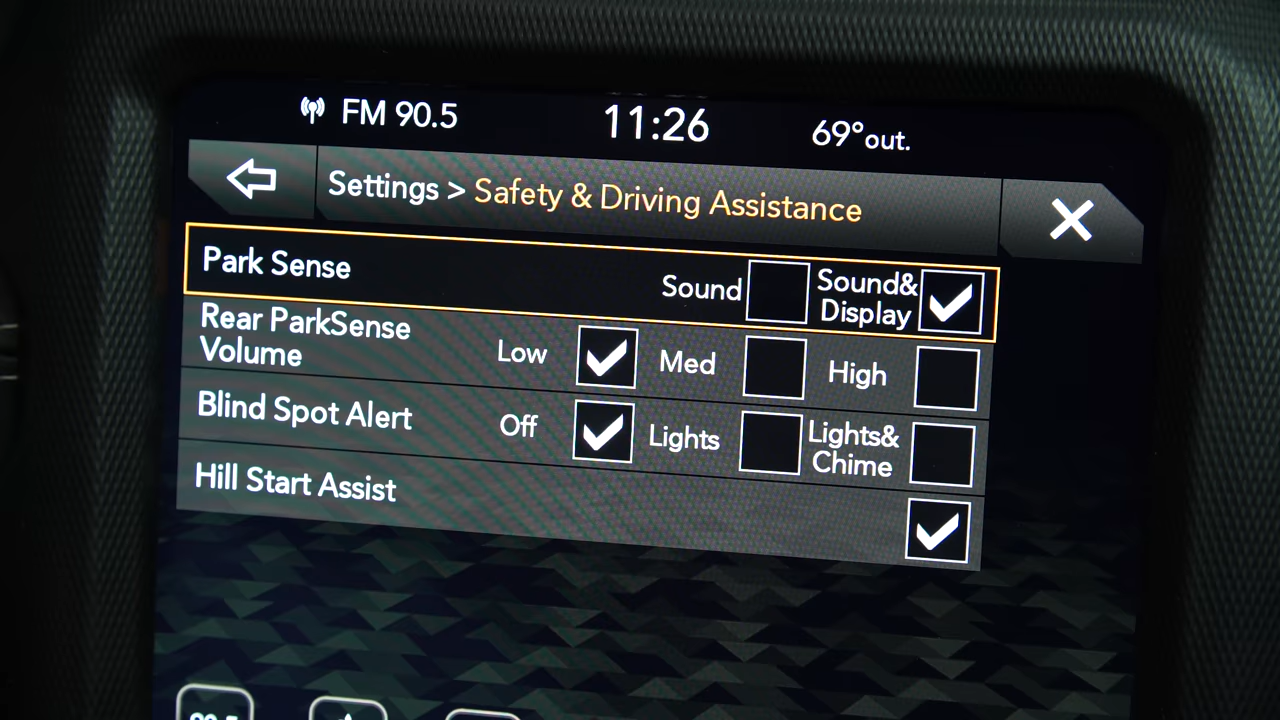 FM 90.5 11:26 69°out.
Settings > Safety & Driving Assistance
Park Sense Sound Sound&
Display
Rear ParkSense
Volume Low Med High
Blind Spot Alert Off Lights Lights&
Chime
Hill Start Assist